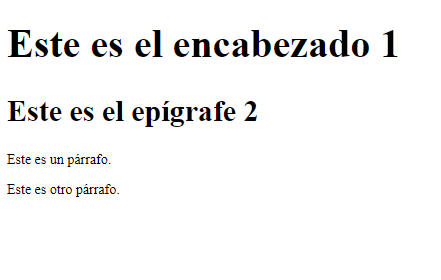 Este es el encabezado 1
Este es el epígrafe 2
Este es un párrafo.
Este es otro párrafo.